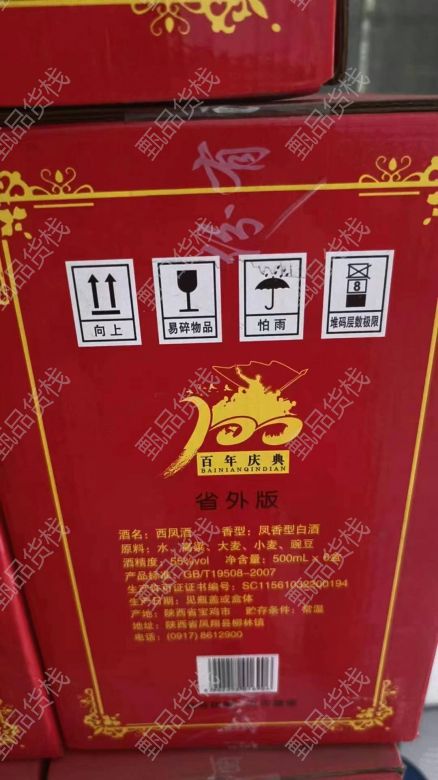 向上
易碎物品
怕雨
8
堆码层数极限
100
百年庆典
BAINIANQINDIAN
省外版
酒名：西凤酒 香型：凤香型白酒
原料：水、高粱、大麦、小麦、豌豆
酒精度：55%vol 净含量：500mL × 6盒
产品标准：GB/T19508-2007
生产许可证证书编号：SC11561032200194
生产日期：见瓶盖或盒体
产地：陕西省宝鸡市 贮存条件：常温
地址：陕西省凤翔县柳林镇
电话：(0917) 8612900
甄品货栈